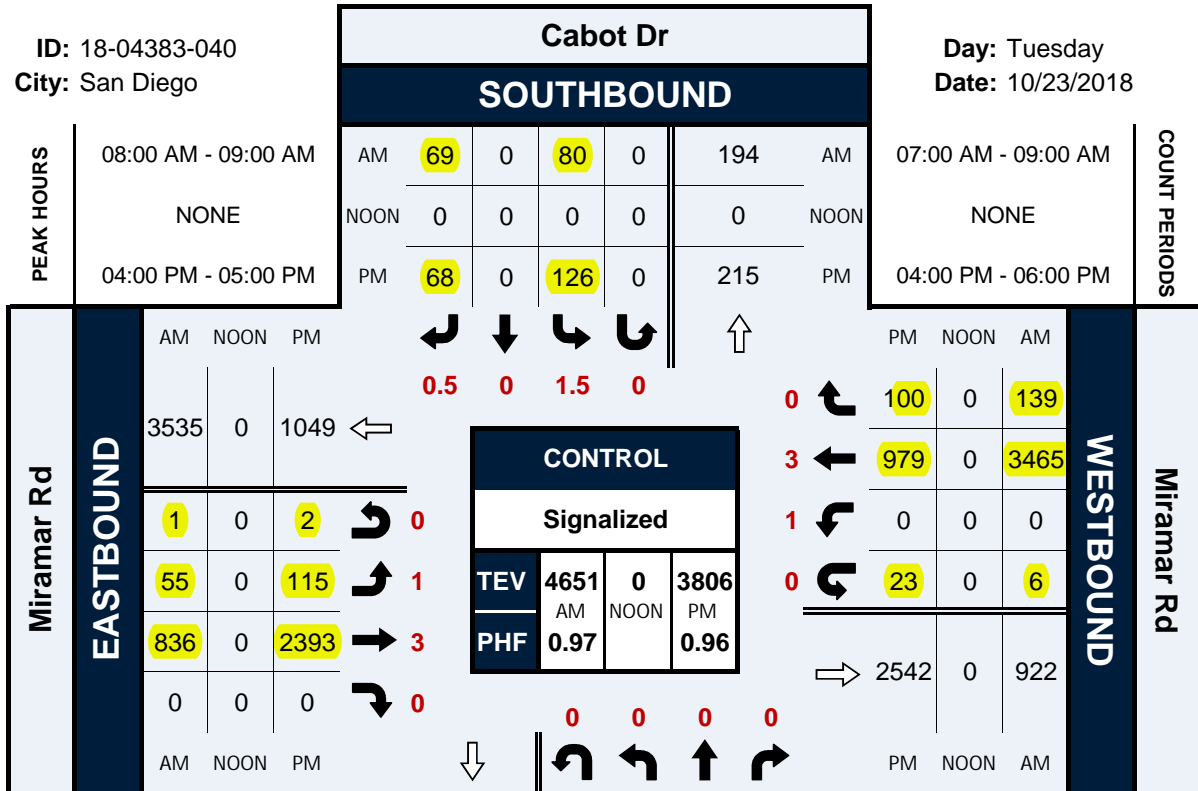 ID: 18-04383-040
City: San Diego
Cabot Dr
SOUTHBOUND
Day: Tuesday
Date: 10/23/2018
PEAK HOURS
08:00 AM - 09:00 AM
NONE
04:00 PM - 05:00 PM
AM 69 0 80 0 194 AM
NOON 0 0 0 0 0 NOON
PM 68 0 126 0 215 PM
07:00 AM - 09:00 AM
NONE
04:00 PM - 06:00 PM
COUNT PERIODS
0.5 0 1.5 0
Miramar Rd
EASTBOUND
AM NOON PM
3535 0 1049
1 0 2 0
55 0 115 1
836 0 2393 3
0 0 0 0
AM NOON PM
CONTROL
Signalized
TEV 4651 0 3806
AM NOON PM
PHF 0.97 0.96
0 0 0 0
PM NOON AM
0 100 0 139
3 979 0 3465
1 0 0 0
0 23 0 6
2542 0 922
PM NOON AM
WESTBOUND
Miramar Rd